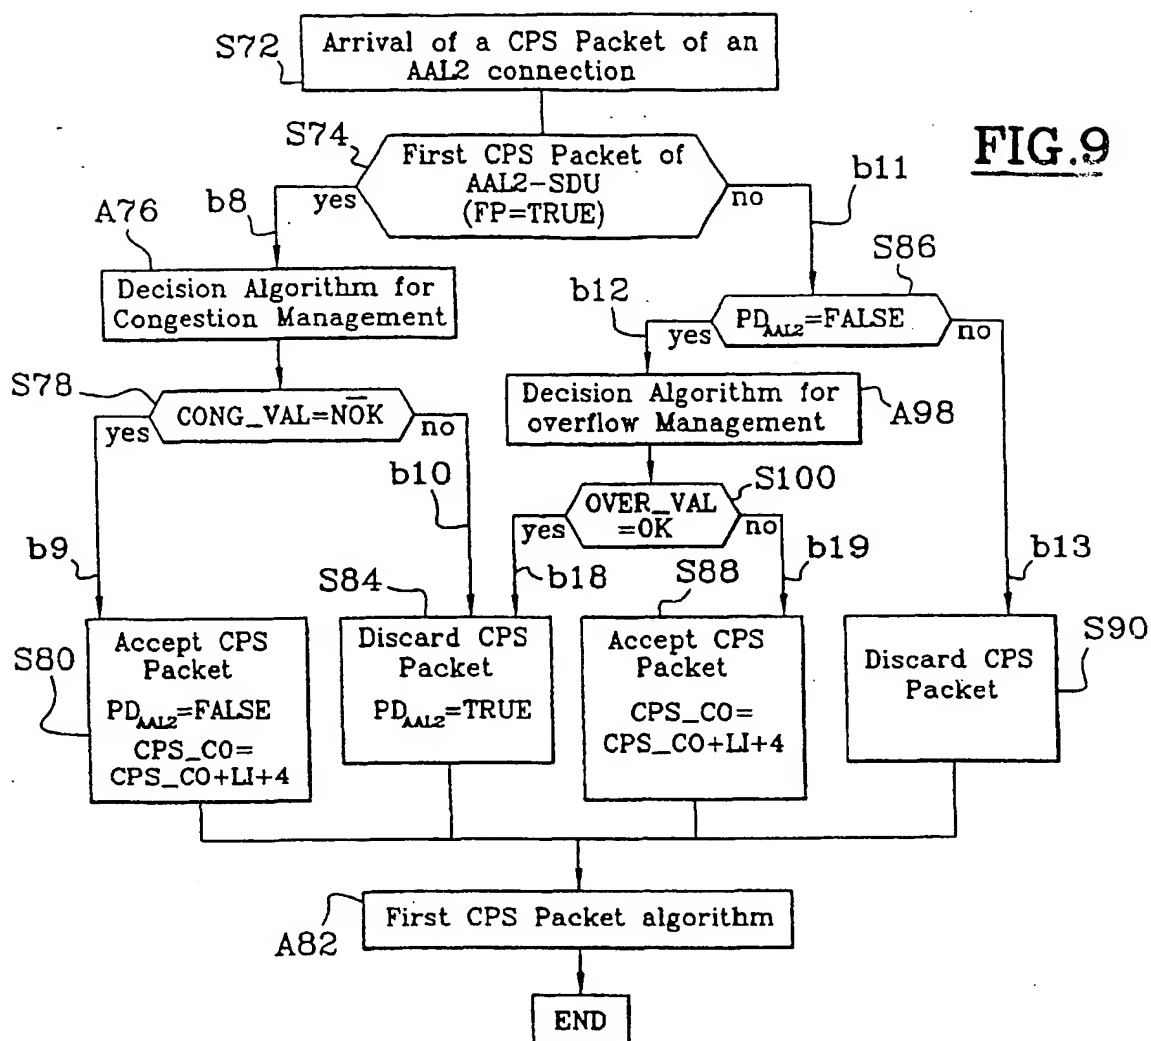 S72
Arrival of a CPS Packet of an
AAL2 connection
FIG.9
S74
First CPS Packet of
AAL2-SDU
(FP=TRUE)
yes
no
b8
b11
A76
Decision Algorithm for
Congestion Management
S86
PD_AAL2=FALSE
yes
no
b12
S78
CONG_VAL=NOK
yes
no
Decision Algorithm for
overflow Management
A98
b10
S100
OVER_VAL
=OK
yes
no
b9
b18
b19
b13
S84
S88
S80
Accept CPS
Packet
PD_AAL2=FALSE
CPS_CO=
CPS_CO+LI+4
Discard CPS
Packet
PD_AAL2=TRUE
Accept CPS
Packet
CPS_CO=
CPS_CO+LI+4
Discard CPS
Packet
S90
First CPS Packet algorithm
A82
END